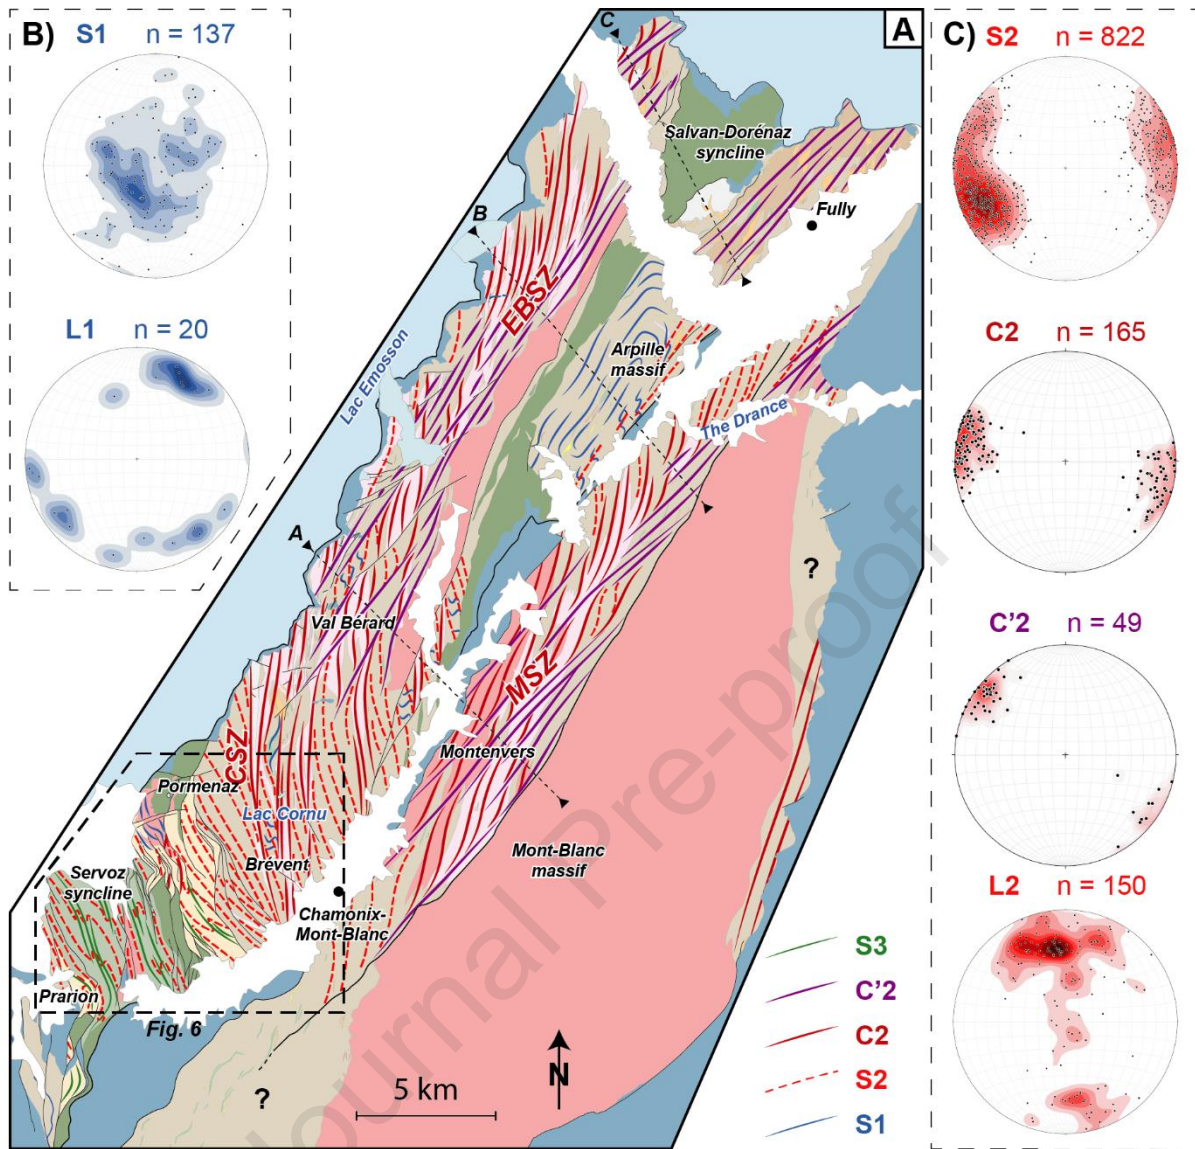 B)
S1 n = 137
L1 n = 20
A
C
Salvan-Dorénaz
syncline
Fully
B
EBSZ
Lac Emosson
Arpille
massif
The Drance
A
?
Val Bérard
MSZ
CSZ
Montenvers
Pormenaz
Lac Cornu
Mont-Blanc
massif
Brévent
Servoz
syncline
Chamonix-
Mont-Blanc
Prarion
Fig. 6
?
5 km
N
S3
C'2
C2
S2
S1
C)
S2 n = 822
C2 n = 165
C'2 n = 49
L2 n = 150
Journal Pre-proof